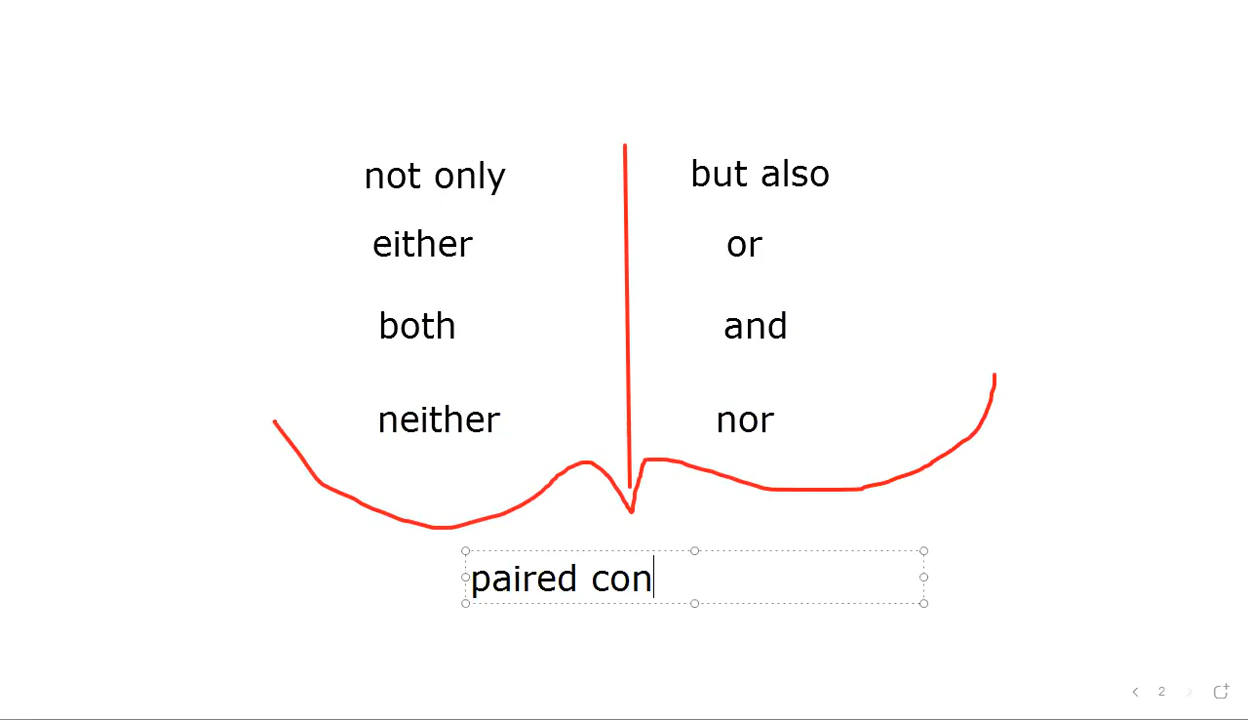 not only but also
either or
both and
neither nor
paired con
2